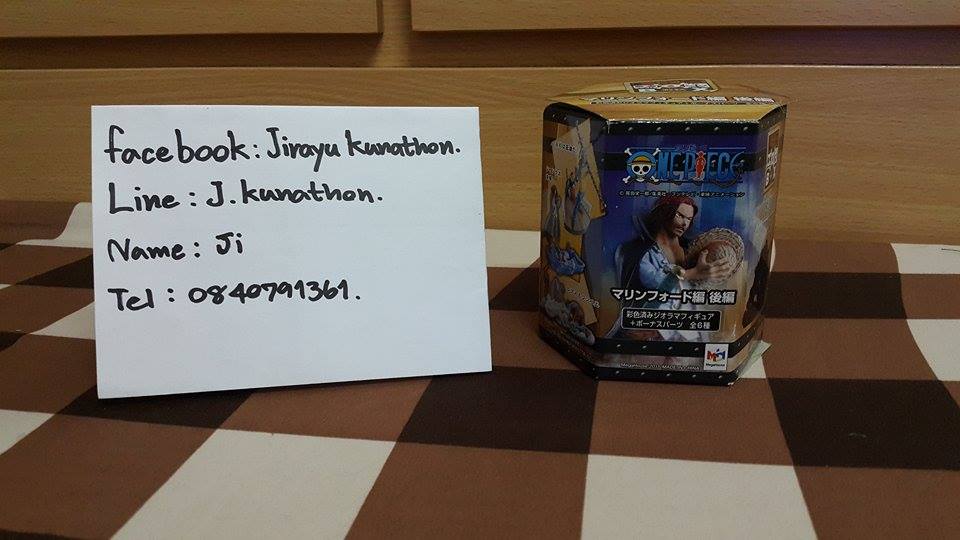 facebook: Jirayu kunathon.
Line: J. kunathon.
Name: Ji
Tel: 0840791361.
ONE PIECE
マリンフォード編 後編
彩色済みジオラマフィギュア
+ボーナスパーツ 全6種
MegaHouse